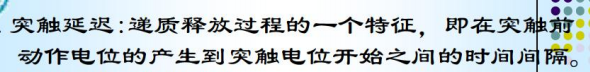 突触延迟:递质释放过程的一个特征，即在突触前
动作电位的产生到突触电位开始之间的时间间隔。